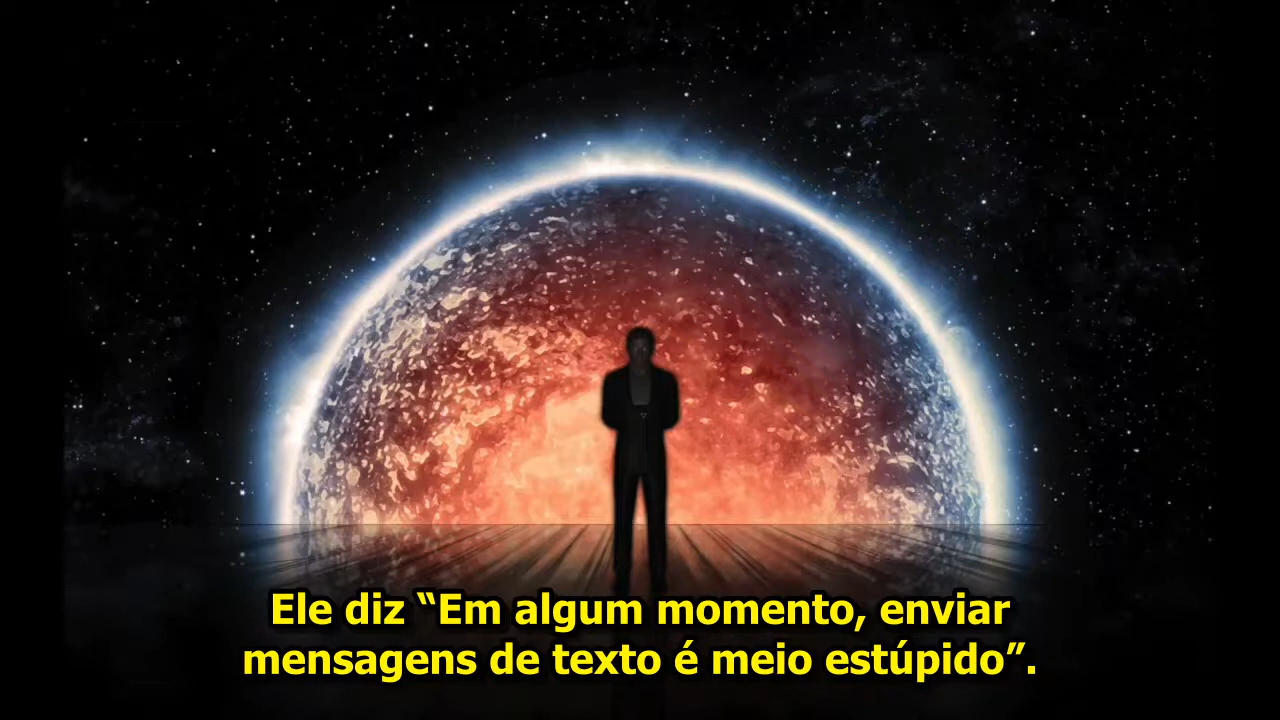 Ele diz “Em algum momento, enviar
mensagens de texto é meio estúpido”.